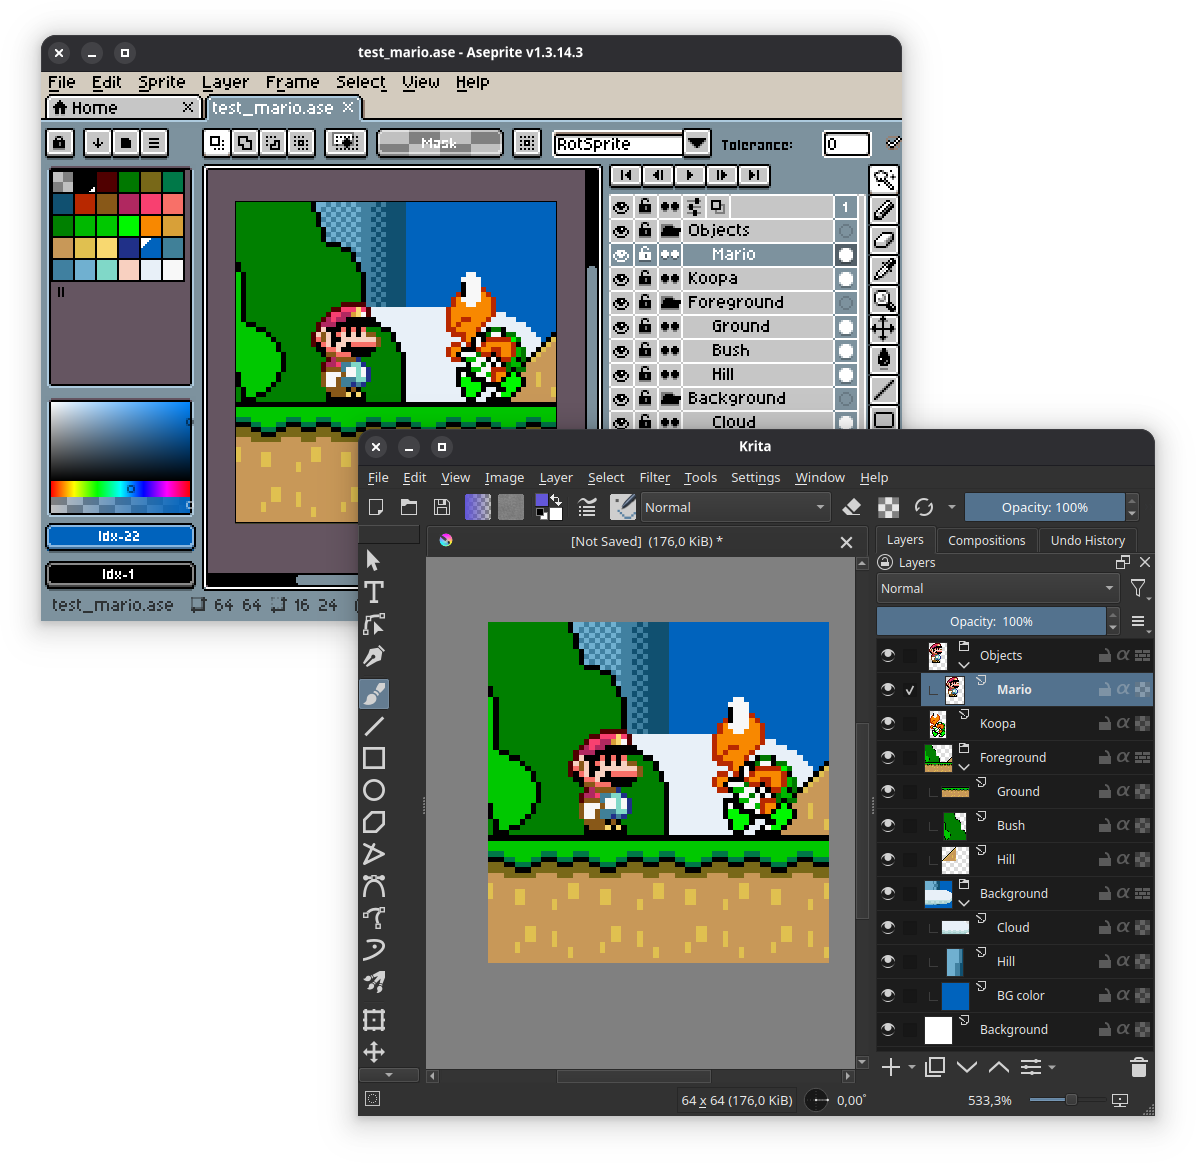 test_mario.ase - Aseprite v1.3.14.3
File Edit Sprite Layer Frame Select View Help
Home
test_mario.ase
Mask
RotSprite
Tolerance:
0
1
Objects
Mario
Koopa
Foreground
Ground
Bush
Hill
Background
Cloud
Idx-22
Idx-1
test_mario.ase 64 64 16 24
Krita
File Edit View Image Layer Select Filter Tools Settings Window Help
Normal
Opacity: 100%
[Not Saved] (176,0 KiB) *
Layers Compositions Undo History
Layers
Normal
Opacity: 100%
Objects
Mario
Koopa
Foreground
Ground
Bush
Hill
Background
Cloud
Hill
BG color
Background
64 x 64 (176,0 KiB)
0,00°
533,3%